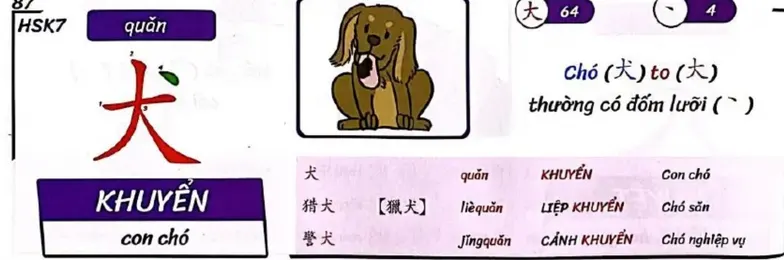 87
HSK7
quǎn
犬
KHUYỂN
con chó
大 64
丶 4
Chó (犬) to (大)
thường có đốm lưỡi (丶)
犬 quǎn KHUYỂN Con chó
猎犬 【獵犬】 lièquǎn LIỆP KHUYỂN Chó săn
警犬 jǐngquǎn CẢNH KHUYỂN Chó nghiệp vụ